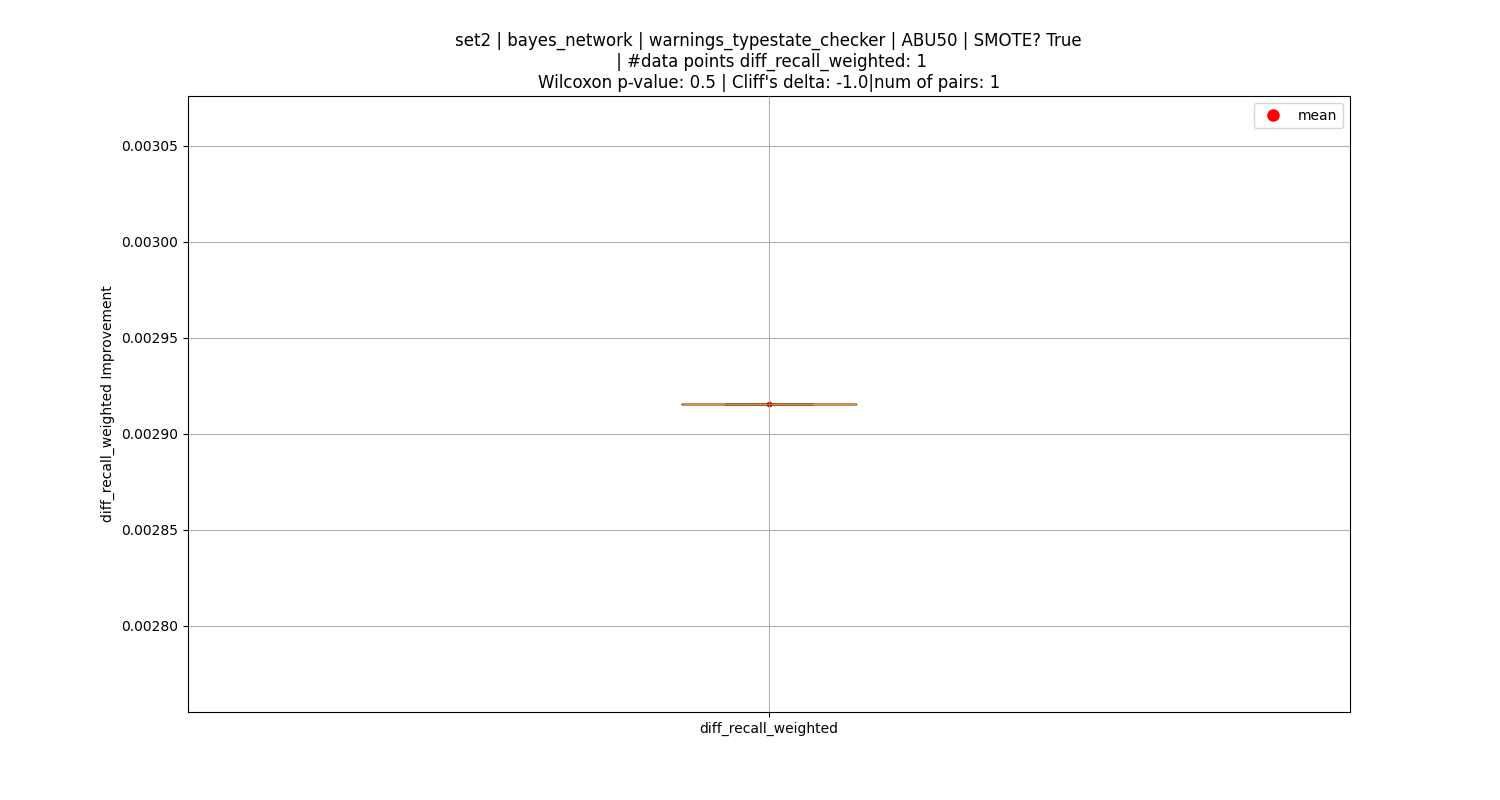 set2 | bayes_network | warnings_typestate_checker | ABU50 | SMOTE? True
| #data points diff_recall_weighted: 1
Wilcoxon p-value: 0.5 | Cliff's delta: -1.0|num of pairs: 1
mean
0.00305
0.00300
0.00295
0.00290
0.00285
0.00280
diff_recall_weighted Improvement
diff_recall_weighted